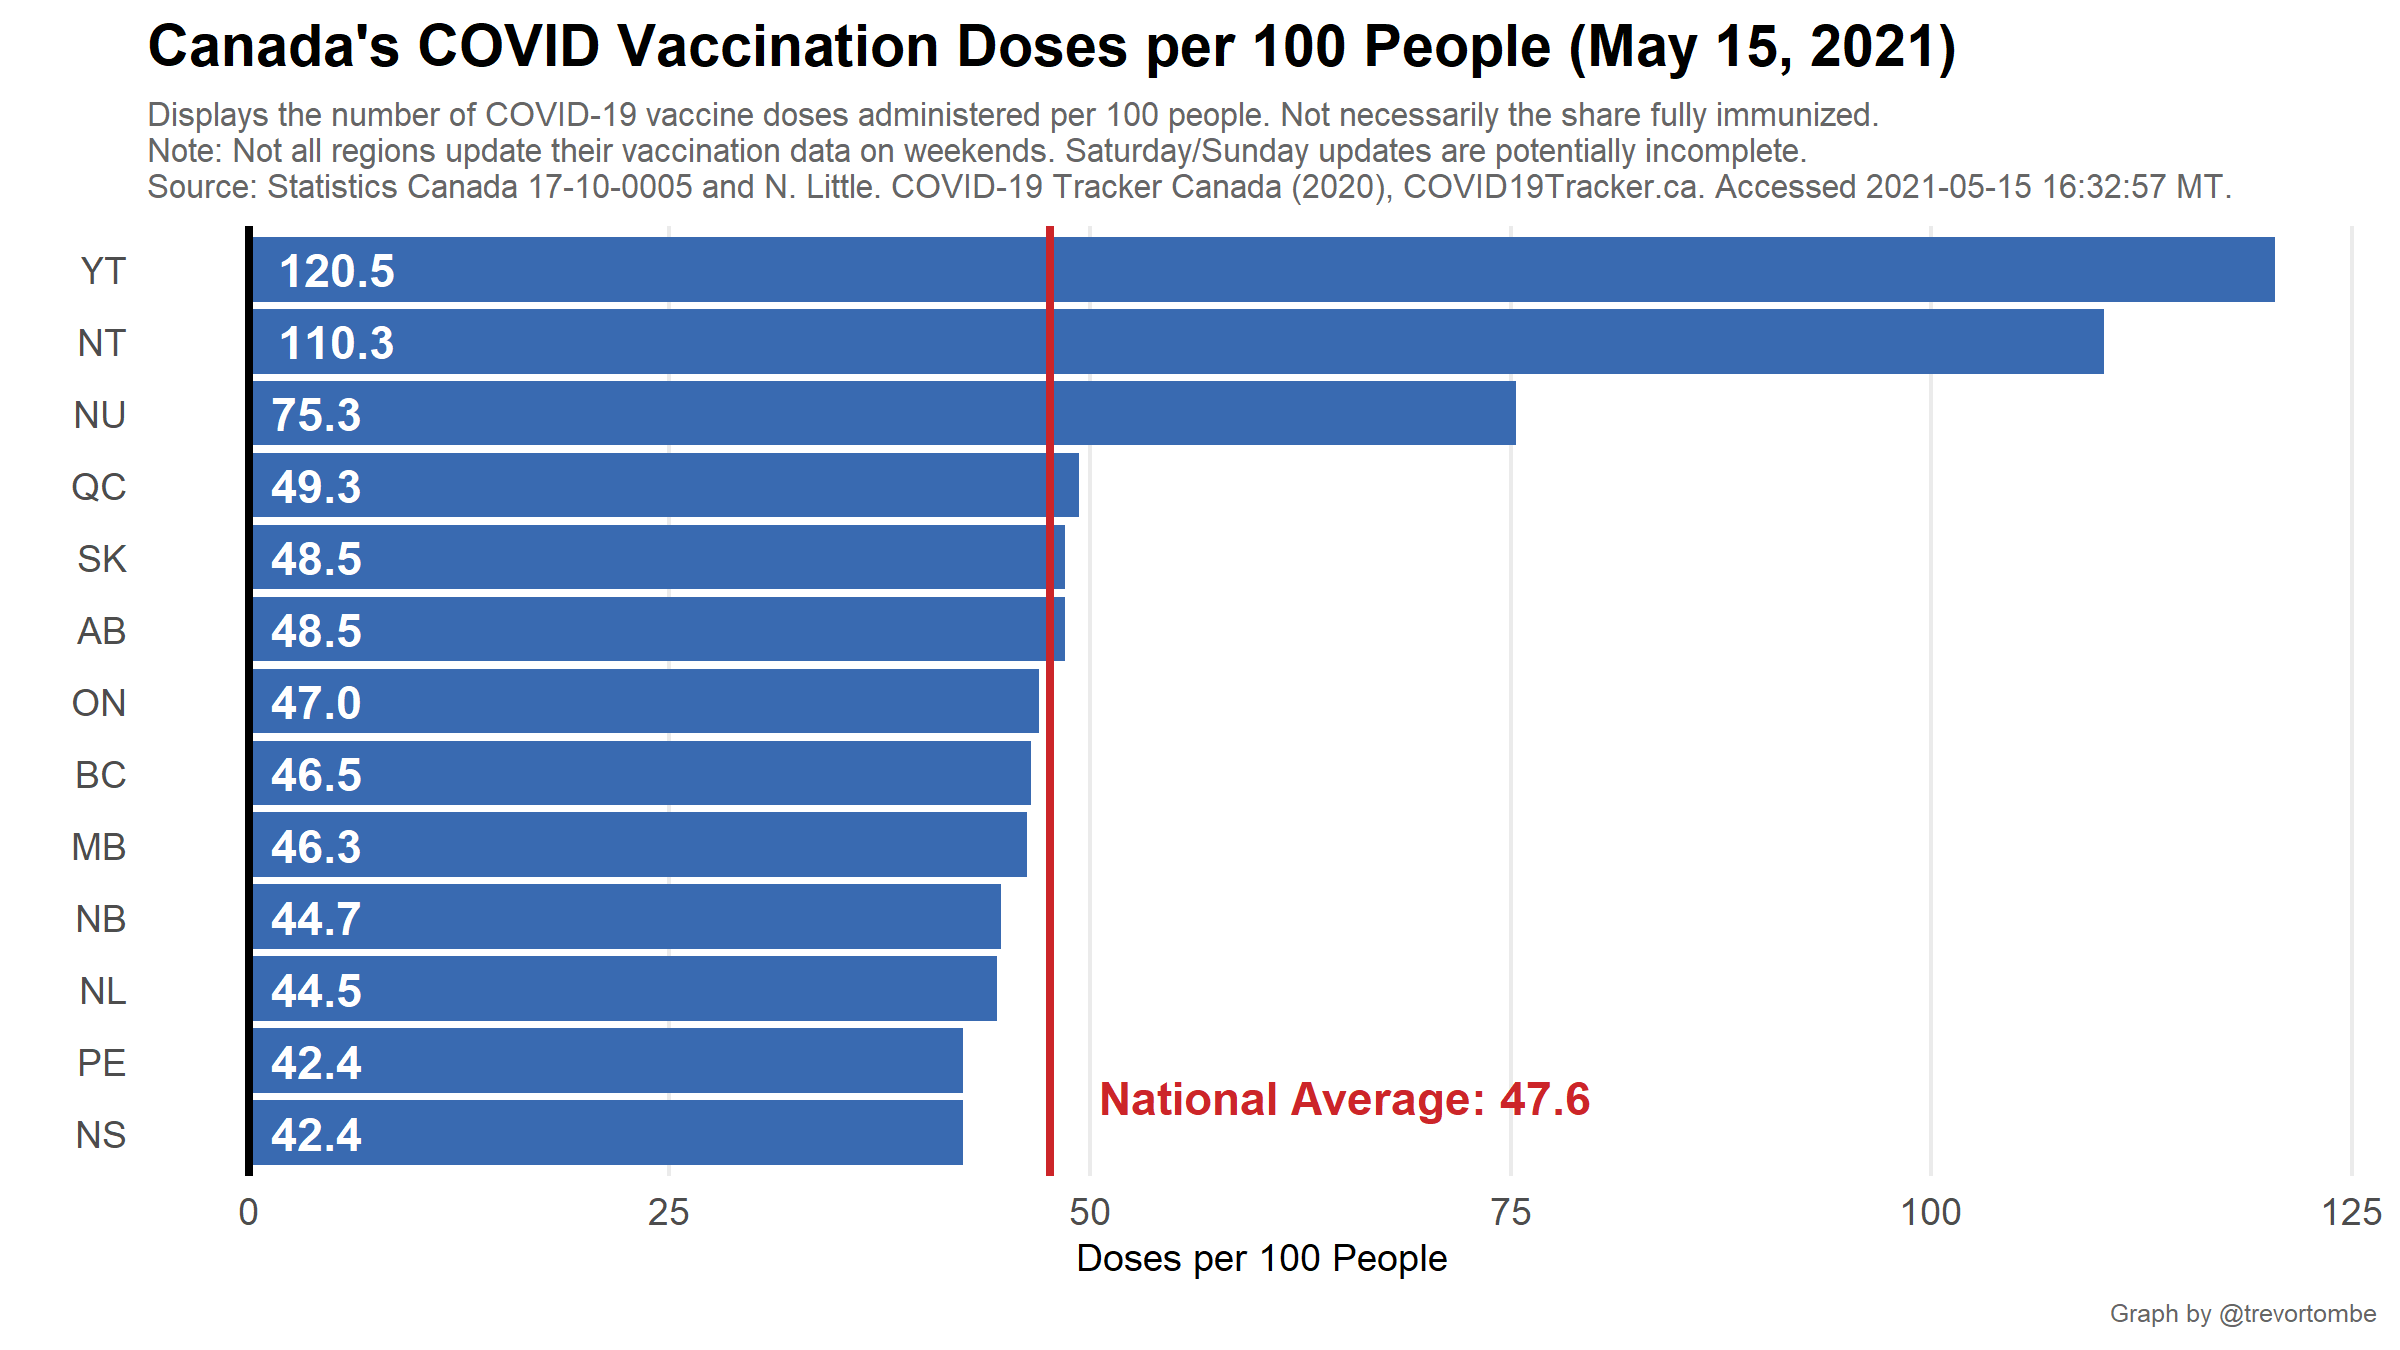 Canada's COVID Vaccination Doses per 100 People (May 15, 2021)
Displays the number of COVID-19 vaccine doses administered per 100 people. Not necessarily the share fully immunized.
Note: Not all regions update their vaccination data on weekends. Saturday/Sunday updates are potentially incomplete.
Source: Statistics Canada 17-10-0005 and N. Little. COVID-19 Tracker Canada (2020), COVID19Tracker.ca. Accessed 2021-05-15 16:32:57 MT.
YT 120.5
NT 110.3
NU 75.3
QC 49.3
SK 48.5
AB 48.5
ON 47.0
BC 46.5
MB 46.3
NB 44.7
NL 44.5
PE 42.4
National Average: 47.6
NS 42.4
0 25 50 75 100 125
Doses per 100 People
Graph by @trevortombe